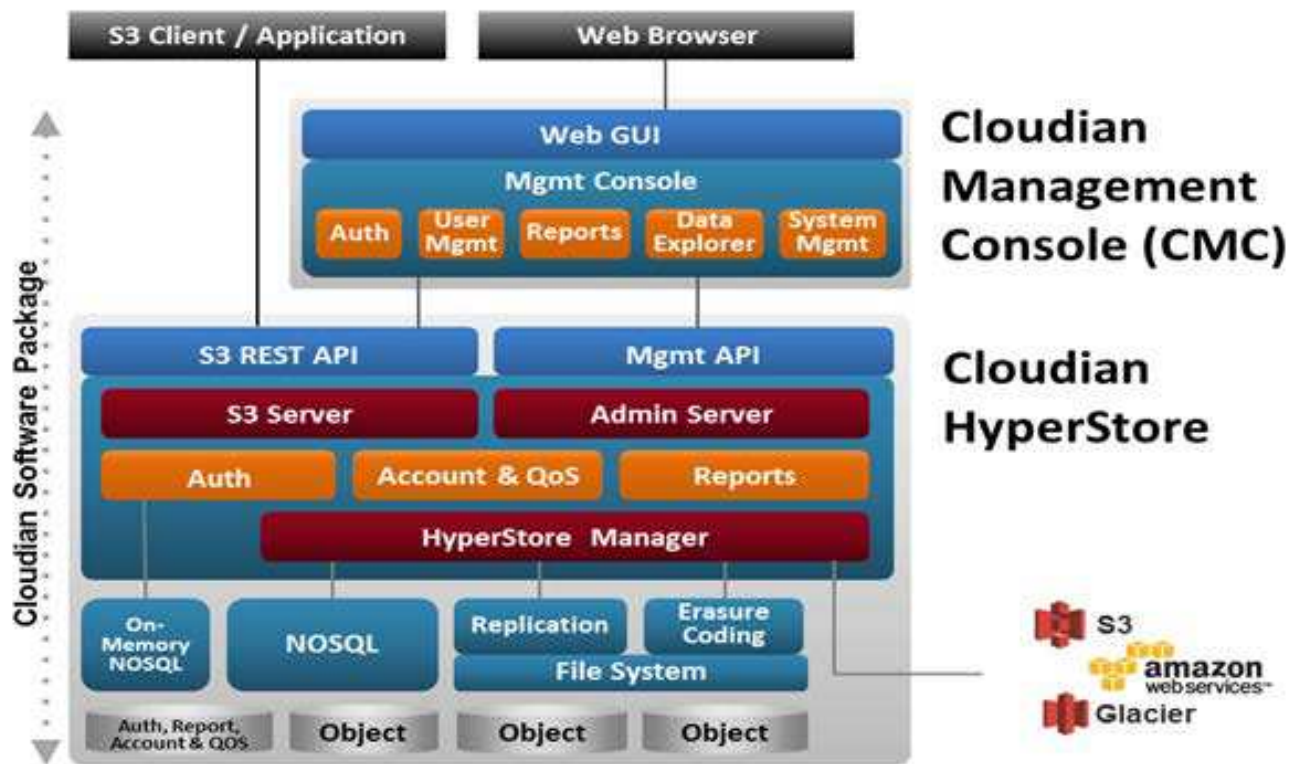 S3 Client / Application
Web Browser
Cloudian
Management
Console (CMC)
Web GUI
Mgmt Console
Auth
User
Mgmt
Reports
Data
Explorer
System
Mgmt
Cloudian Software Package
Cloudian
HyperStore
S3 REST API
Mgmt API
S3 Server
Admin Server
Auth
Account & QoS
Reports
HyperStore Manager
On-
Memory
NOSQL
NOSQL
Replication
Erasure
Coding
File System
Auth, Report,
Account & QOS
Object
Object
Object
S3
amazon
webservices™
Glacier